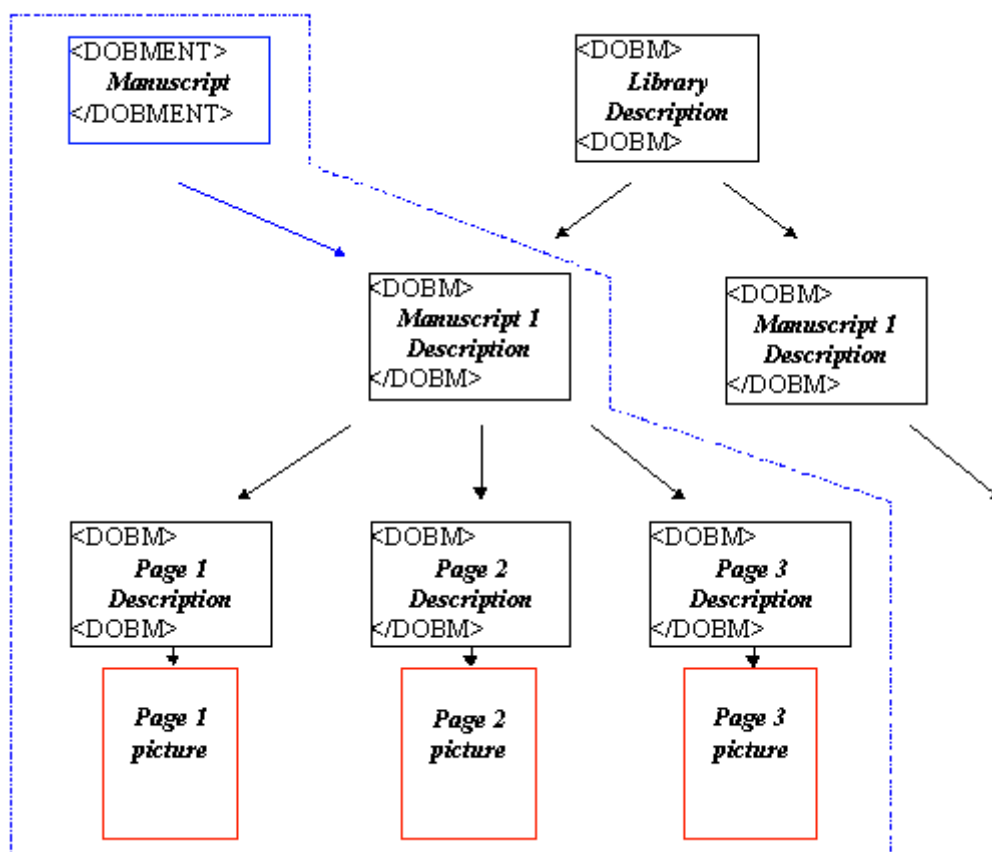 <DOBMENT>
Manuscript
</DOBMENT>
<DOBM>
Library
Description
<DOBM>
<DOBM>
Manuscript 1
Description
</DOBM>
<DOBM>
Manuscript 1
Description
</DOBM>
<DOBM>
Page 1
Description
<DOBM>
<DOBM>
Page 2
Description
</DOBM>
<DOBM>
Page 3
Description
</DOBM>
Page 1
picture
Page 2
picture
Page 3
picture